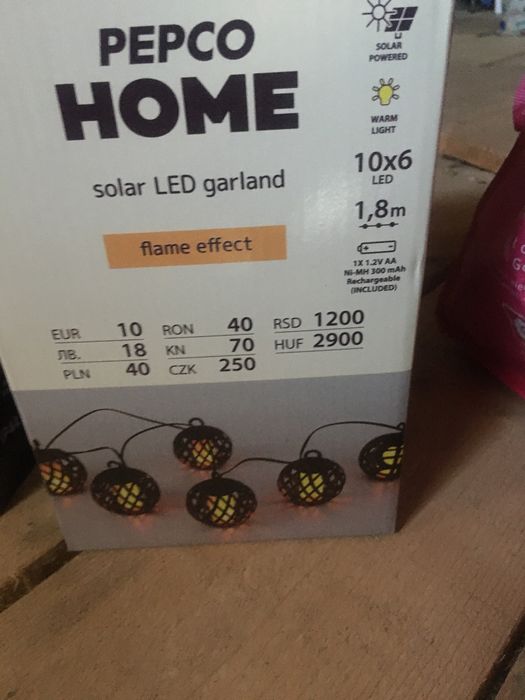 PEPCO
HOME
solar LED garland
flame effect
SOLAR
POWERED
WARM
LIGHT
10x6
LED
1,8m
1X 1.2V AA
Ni-MH 300 mAh
Rechargeable
(INCLUDED)
EUR 10 RON 40 RSD 1200
ЛВ. 18 KN 70 HUF 2900
PLN 40 CZK 250